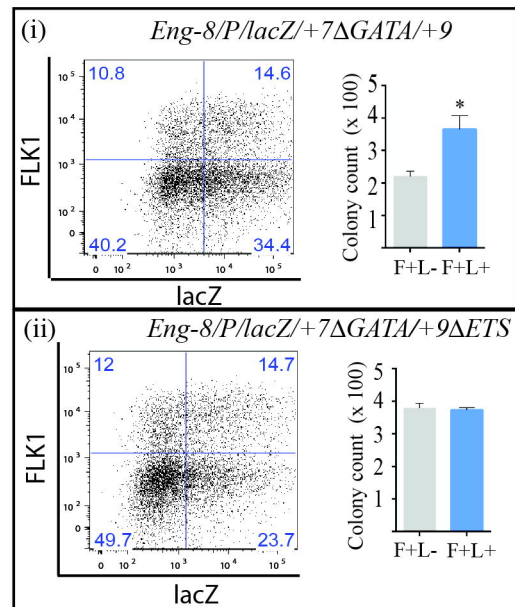 (i) Eng-8/P/lacZ/+7ΔGATA/+9
10.8 14.6
40.2 34.4
FLK1
10⁵
10⁴
10³
10²
0
0 10² 10³ 10⁴ 10⁵
lacZ
Colony count (x 100)
5
4
3
2
1
*
F+L- F+L+
(ii) Eng-8/P/lacZ/+7ΔGATA/+9ΔETS
12 14.7
49.7 23.7
FLK1
10⁵
10⁴
10³
10²
0
0 10² 10³ 10⁴ 10⁵
lacZ
Colony count (x 100)
5
4
3
2
1
F+L- F+L+